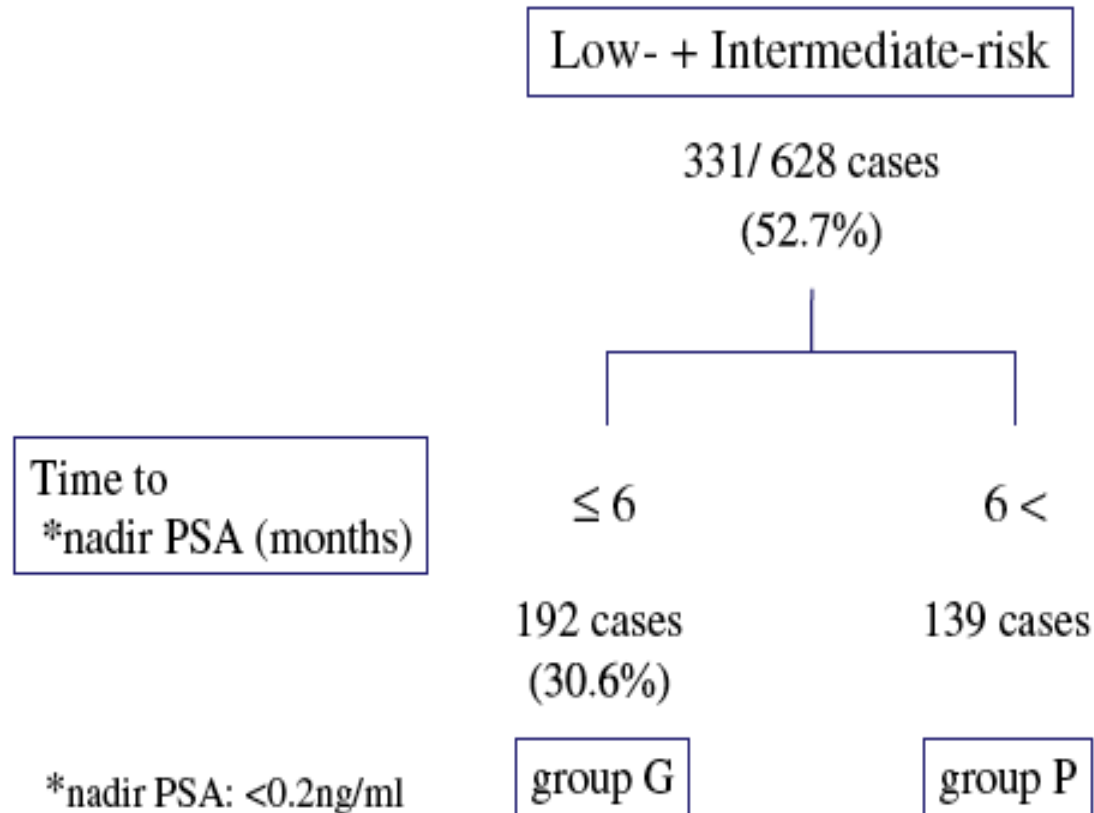 Low- + Intermediate-risk
331/ 628 cases
(52.7%)
Time to
*nadir PSA (months)
≤ 6
6 <
192 cases
(30.6%)
139 cases
*nadir PSA: <0.2ng/ml
group G
group P